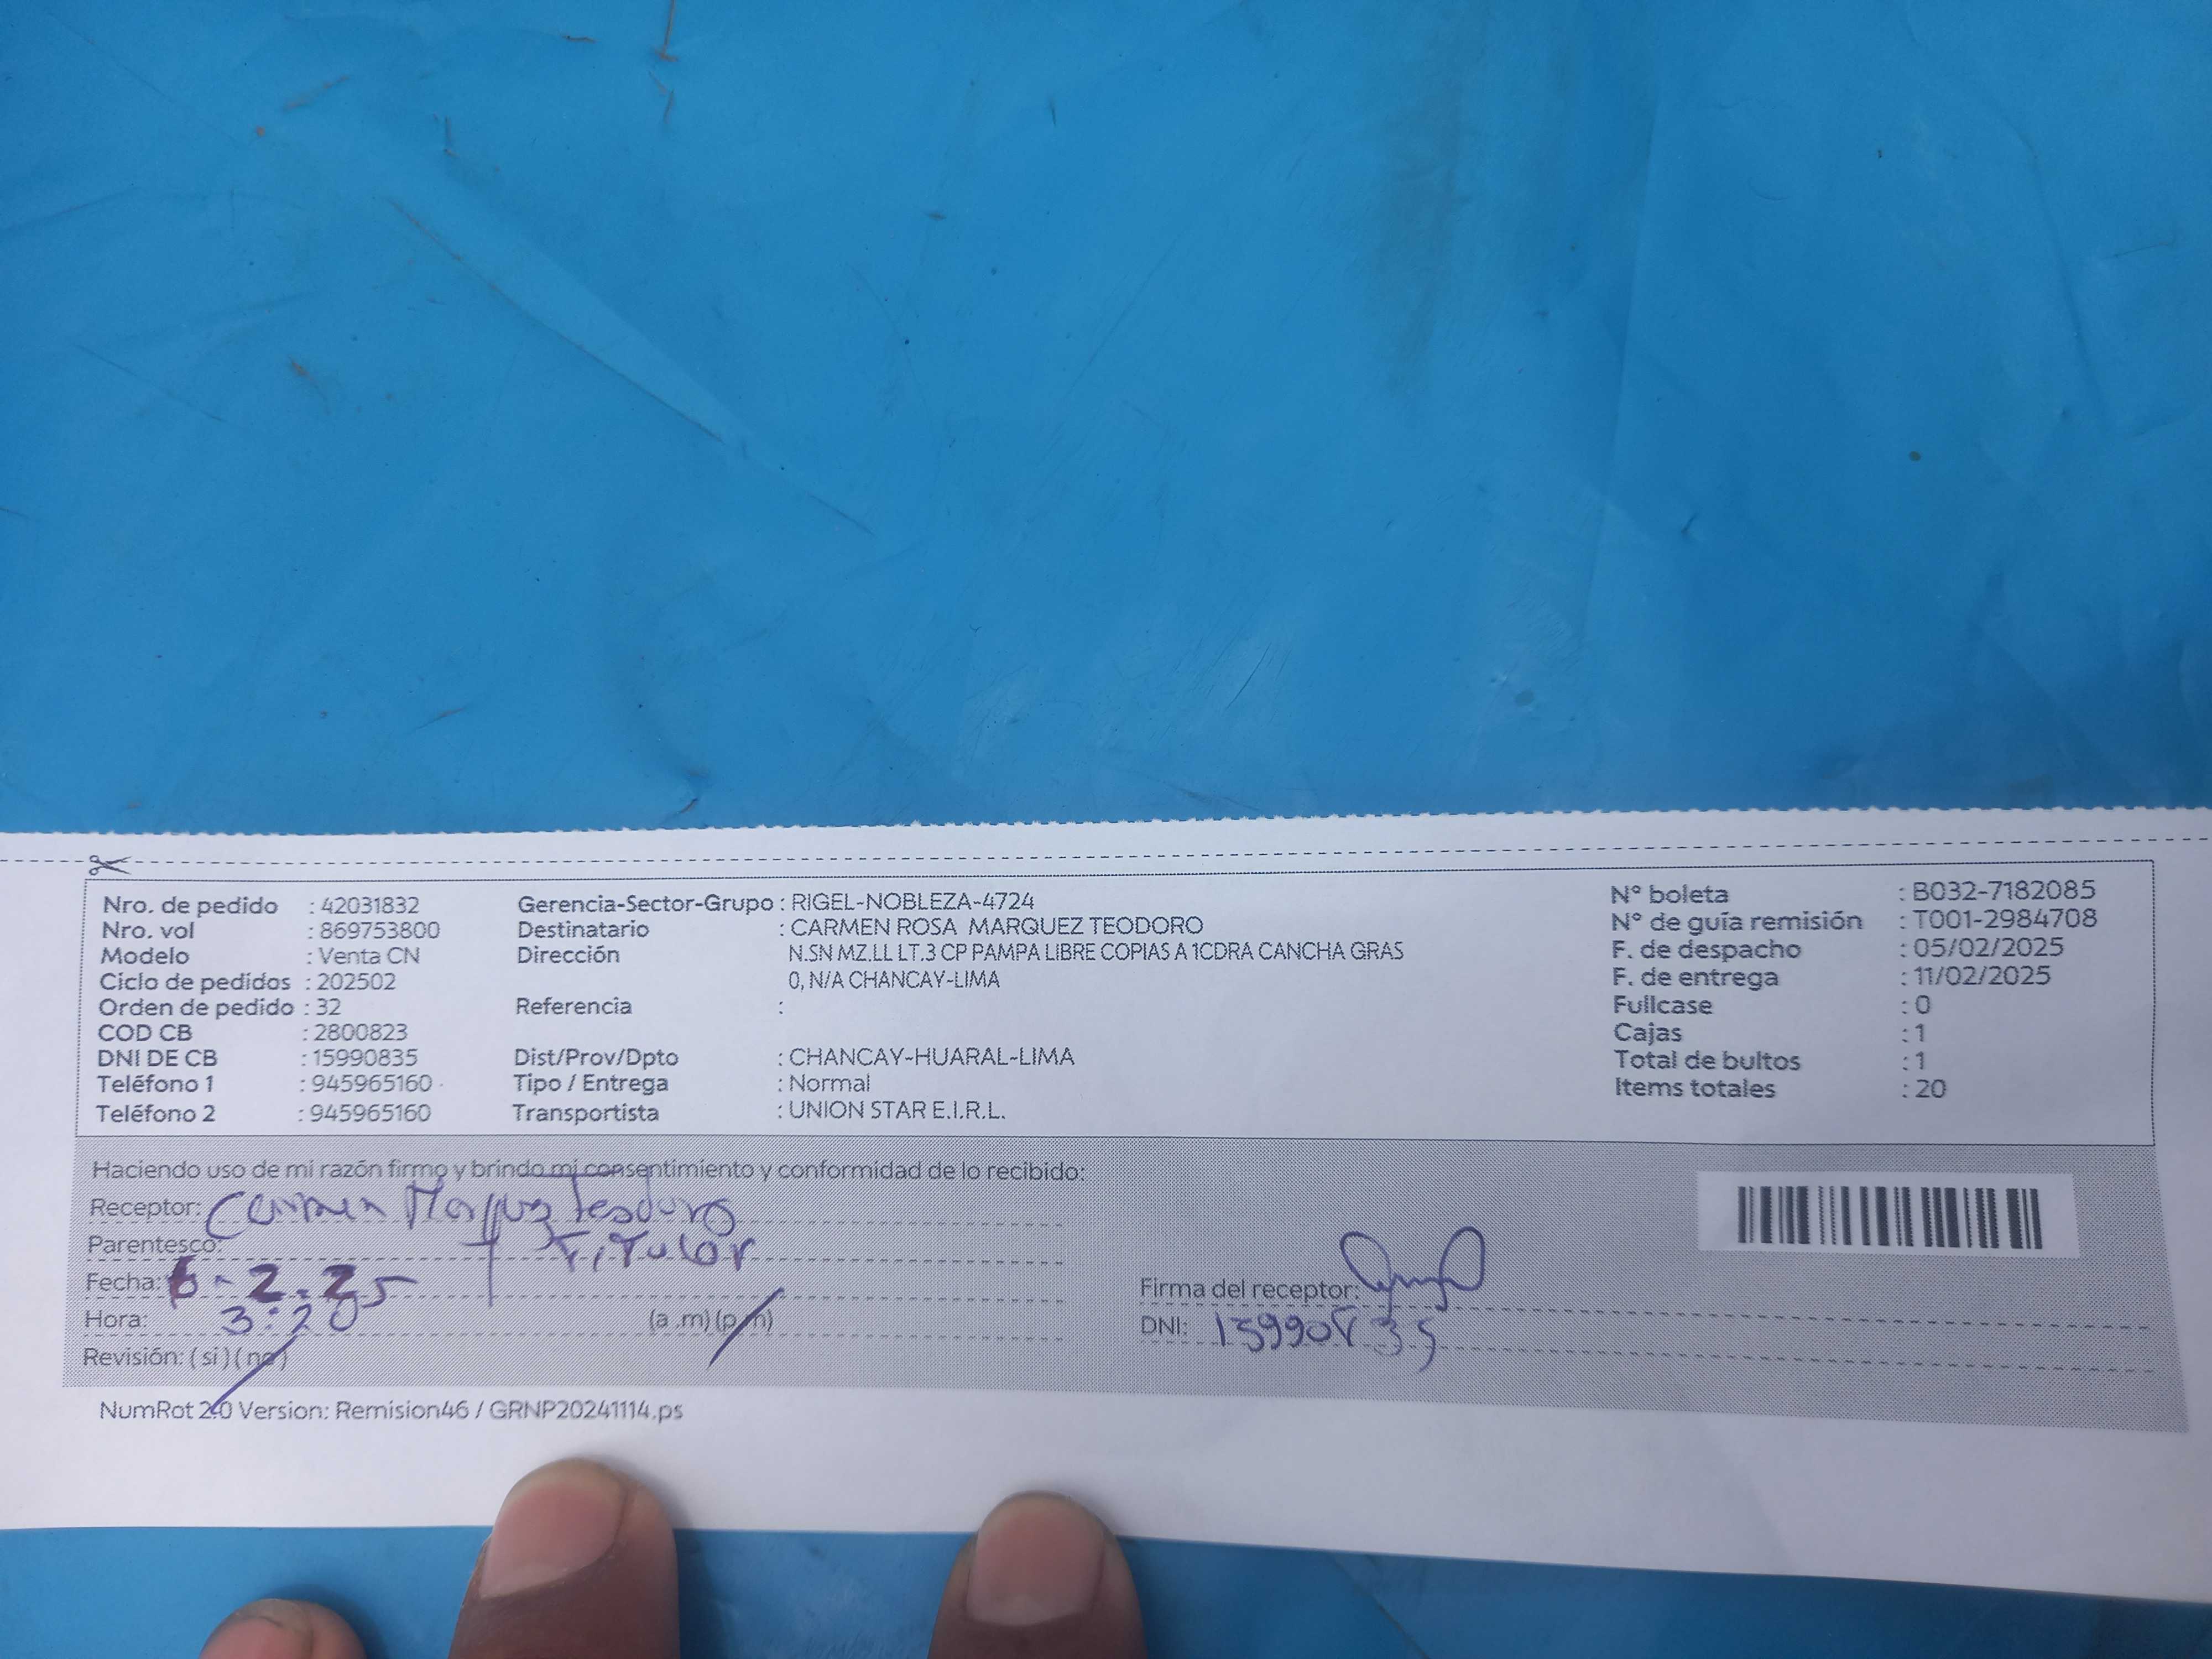 Nro. de pedido : 42031832 Gerencia-Sector-Grupo : RIGEL-NOBLEZA-4724 N° boleta : B032-7182085
Nro. vol : 869753800 Destinatario : CARMEN ROSA MARQUEZ TEODORO N° de guía remisión : T001-2984708
Modelo : Venta CN Dirección N.SN MZ.LL LT.3 CP PAMPA LIBRE COPIAS A 1CDRA CANCHA GRAS F. de despacho : 05/02/2025
Ciclo de pedidos : 202502 0, N/A CHANCAY-LIMA F. de entrega : 11/02/2025
Orden de pedido : 32 Referencia : Fullcase : 0
COD CB : 2800823 Cajas : 1
DNI DE CB : 15990835 Dist/Prov/Dpto : CHANCAY-HUARAL-LIMA Total de bultos : 1
Teléfono 1 : 945965160 Tipo / Entrega : Normal Items totales : 20
Teléfono 2 : 945965160 Transportista : UNION STAR E.I.R.L.
Haciendo uso de mi razón firmo y brindo mi consentimiento y conformidad de lo recibido:
Receptor: Carmen Teodoro
Parentesco: Titular
Fecha: 6-2.25 Firma del receptor:
Hora: 3:20 (a .m) (p.m) DNI: 15990835
Revisión: ( si ) ( no )
NumRot 2.0 Version: Remision46 / GRNP20241114.ps